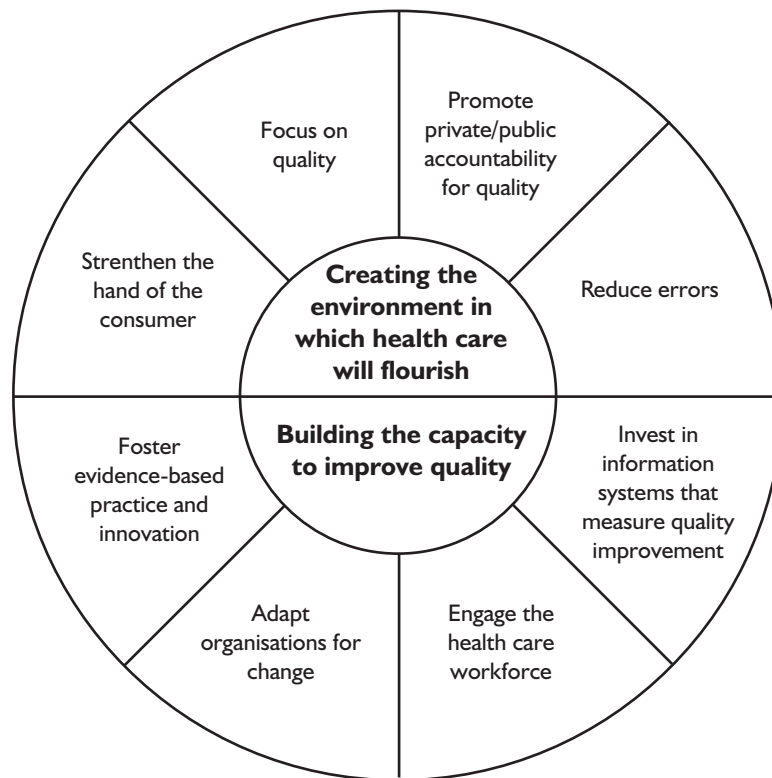 Focus on
quality
Promote
private/public
accountability
for quality
Strenthen the
hand of the
consumer
Reduce errors
Creating the
environment in
which health care
will flourish
Building the capacity
to improve quality
Foster
evidence-based
practice and
innovation
Invest in
information
systems that
measure quality
improvement
Adapt
organisations for
change
Engage the
health care
workforce